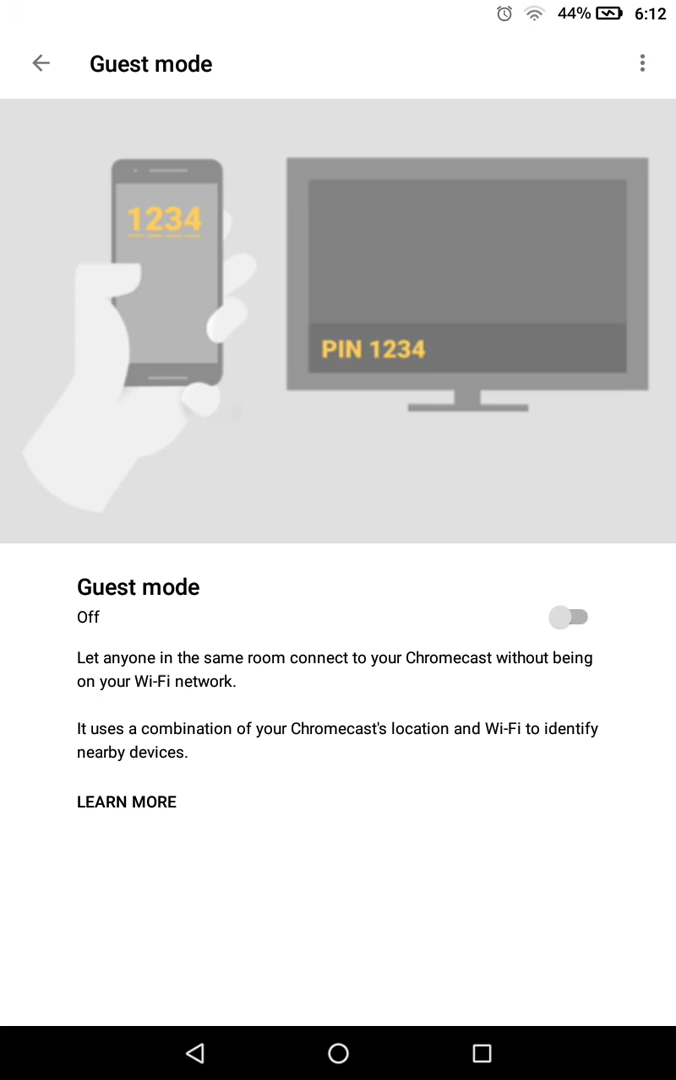 44% 6:12
Guest mode
1234
PIN 1234
Guest mode
Off
Let anyone in the same room connect to your Chromecast without being
on your Wi-Fi network.
It uses a combination of your Chromecast's location and Wi-Fi to identify
nearby devices.
LEARN MORE